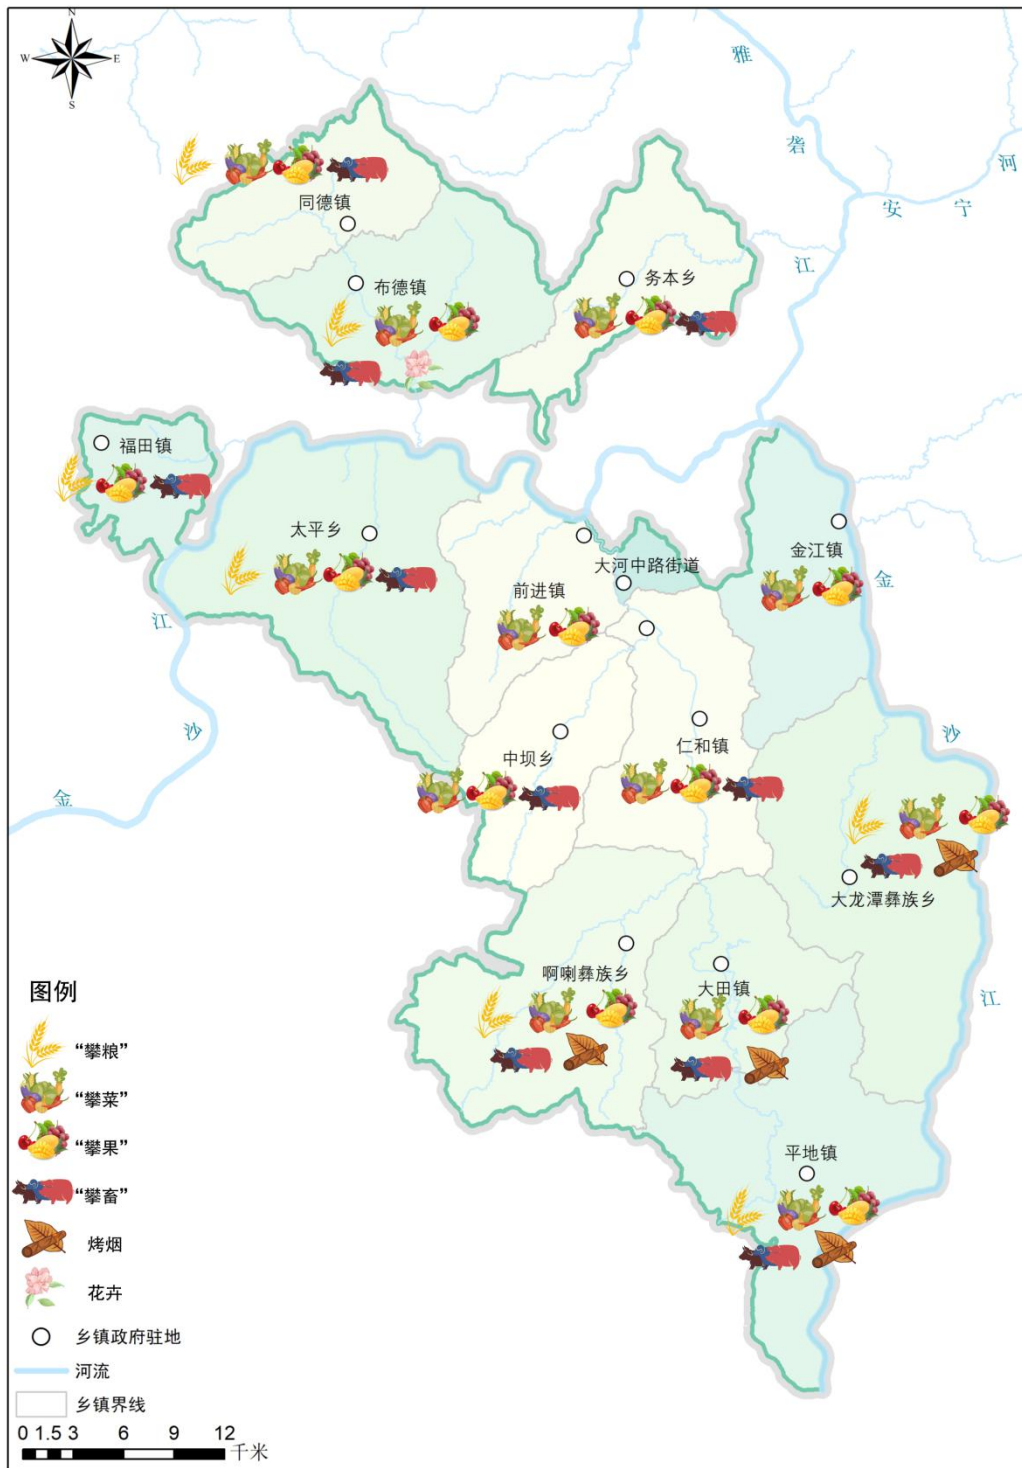 N
W
E
S
雅
砻
江
安
宁
河
同德镇
布德镇
务本乡
福田镇
太平乡
大河中路街道
前进镇
金江镇
金
沙
江
江
沙
金
中坝乡
仁和镇
大龙潭彝族乡
啊喇彝族乡
大田镇
平地镇
图例
“攀粮”
“攀菜”
“攀果”
“攀畜”
烤烟
花卉
乡镇政府驻地
河流
乡镇界线
0 1.5 3 6 9 12
千米